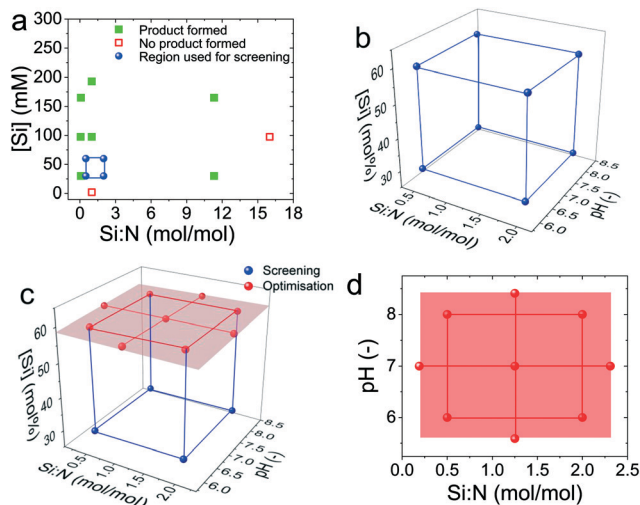 a
300
250
200
150
100
50
0
[Si] (mM)
Product formed
No product formed
Region used for screening
0 3 6 9 12 15 18
Si:N (mol/mol)
b
60
50
40
30
[Si] (mol%)
0.5
1.0
1.5
2.0
Si:N (mol/mol)
8.5
8.0
7.5
7.0
6.5
6.0
pH (-)
c
Screening
Optimisation
60
50
40
30
[Si] (mol%)
0.5
1.0
1.5
2.0
Si:N (mol/mol)
8.5
8.0
7.5
7.0
6.5
6.0
pH (-)
d
8
7
6
pH (-)
0.0 0.5 1.0 1.5 2.0 2.5
Si:N (mol/mol)